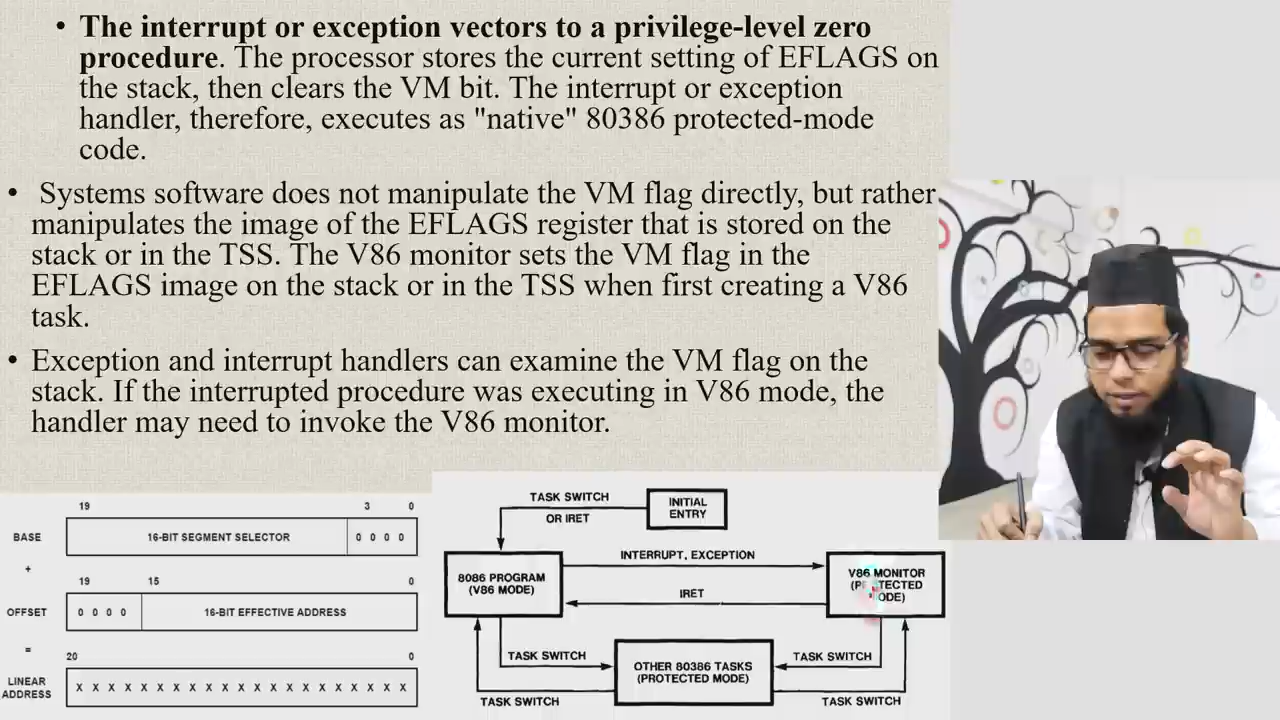 • The interrupt or exception vectors to a privilege-level zero
procedure. The processor stores the current setting of EFLAGS on
the stack, then clears the VM bit. The interrupt or exception
handler, therefore, executes as "native" 80386 protected-mode
code.
• Systems software does not manipulate the VM flag directly, but rather
manipulates the image of the EFLAGS register that is stored on the
stack or in the TSS. The V86 monitor sets the VM flag in the
EFLAGS image on the stack or in the TSS when first creating a V86
task.
• Exception and interrupt handlers can examine the VM flag on the
stack. If the interrupted procedure was executing in V86 mode, the
handler may need to invoke the V86 monitor.
19 3 0
BASE 16-BIT SEGMENT SELECTOR 0 0 0 0
+
19 15 0
OFFSET 0 0 0 0 16-BIT EFFECTIVE ADDRESS
=
20 0
LINEAR
ADDRESS
X X X X X X X X X X X X X X X X X X X X X
TASK SWITCH
OR IRET
INITIAL
ENTRY
8086 PROGRAM
(V86 MODE)
INTERRUPT, EXCEPTION
IRET
V86 MONITOR
TASK SWITCH
OTHER 80386 TASKS
(PROTECTED MODE)
TASK SWITCH
TASK SWITCH
TASK SWITCH